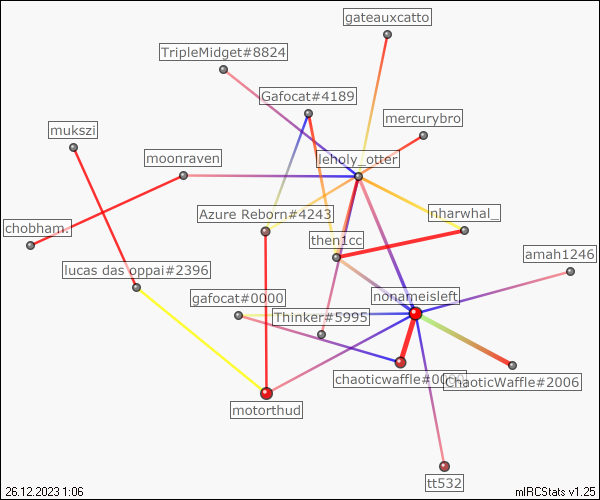 gateauxcatto
TripleMidget#8824
Gafocat#4189
mercurybro
mukszi
moonraven
leholy_otter
Azure Reborn#4243
nharwhal_
chobham.
then1cc
amah1246
lucas das oppai#2396
gafocat#0000
nonameisleft
Thinker#5995
chaoticwaffle#0000
ChaoticWaffle#2006
motorthud
tt532
26.12.2023 1:06
mIRCStats v1.25